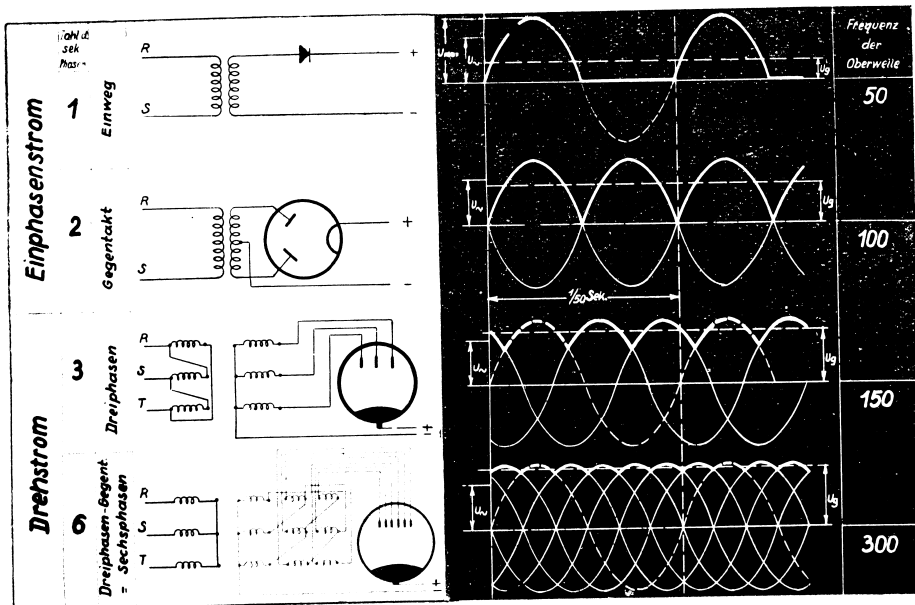 Einphasenstrom
Drehstrom
Zahl d.
sek
Phasen
1
Einweg
R
S
+
−
2
Gegentakt
R
S
+
−
3
Dreiphasen
R
S
T
+
−
6
Dreiphasen-Gegent.
= Sechsphasen
R
S
T
±
U~
Ug
U~
Ug
1/50 Sek.
U~
Ug
U~
Ug
Frequenz
der
Oberwelle
50
100
150
300